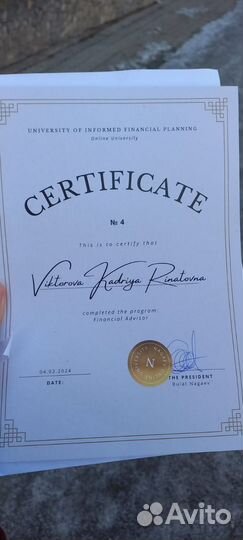 UNIVERSITY OF INFORMED FINANCIAL PLANNING
Online University
CERTIFICATE
№ 4
this is to certify that
Viktorova Kadriya Rinatovna
completed the program:
Financial Advisor
04.02.2024
DATE:
THE PRESIDENT
Bulat Nagaev
Avito